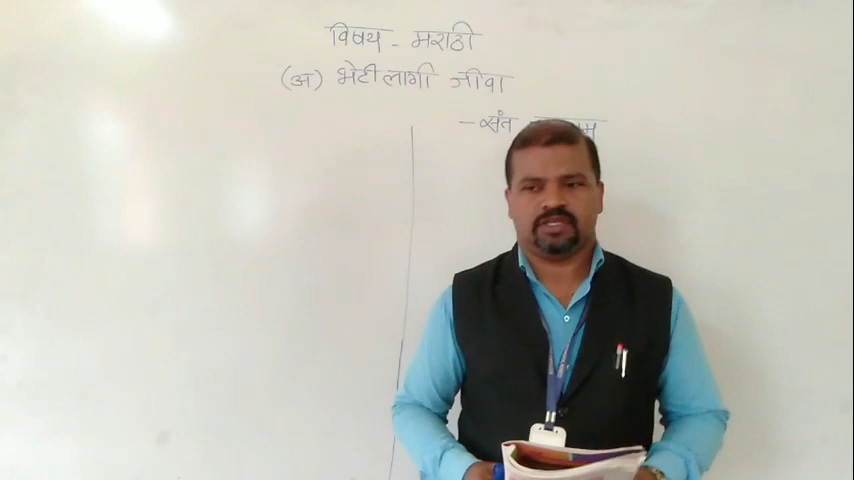 विषय - मराठी
(अ) भेटीलागी जीवा
- संत